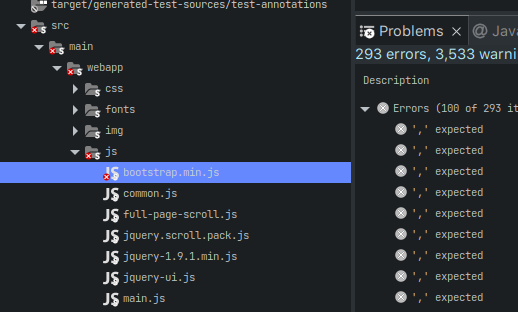 target/generated-test-sources/test-annotations
src
main
webapp
css
fonts
img
js
bootstrap.min.js
common.js
full-page-scroll.js
jquery.scroll.pack.js
jquery-1.9.1.min.js
jquery-ui.js
main.js
Problems
Java
293 errors, 3,533 warni
Description
Errors (100 of 293 it
',' expected
',' expected
',' expected
',' expected
',' expected
',' expected
',' expected
',' expected
',' expected